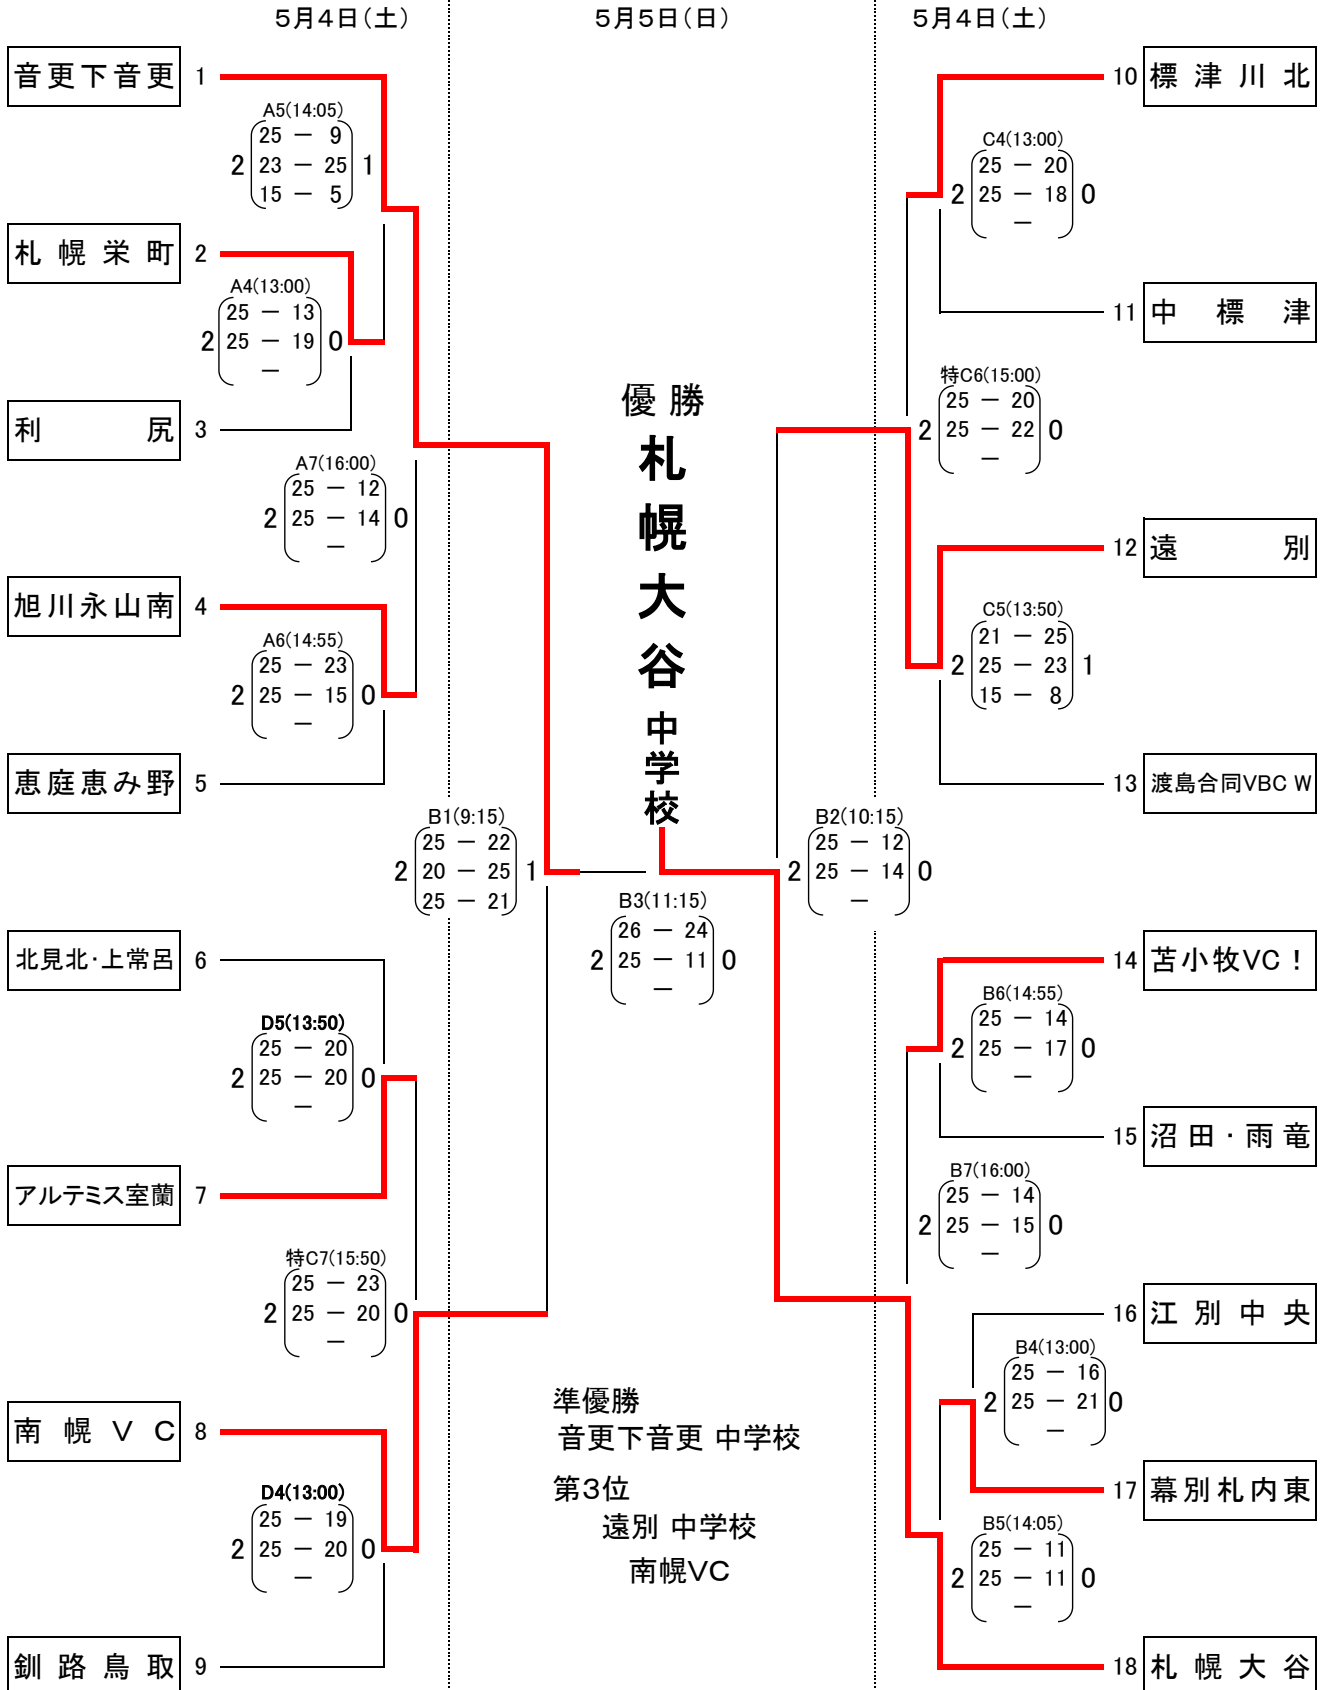 5月4日(土)
5月5日(日)
5月4日(土)
音更下音更 1
A5(14:05)
25 － 9
2 23 － 25 1
15 － 5
札幌栄町 2
A4(13:00)
25 － 13
2 25 － 19 0
－
利尻 3
A7(16:00)
25 － 12
2 25 － 14 0
－
旭川永山南 4
A6(14:55)
25 － 23
2 25 － 15 0
－
恵庭恵み野 5
B1(9:15)
25 － 22
2 20 － 25 1
25 － 21
北見北・上常呂 6
D5(13:50)
25 － 20
2 25 － 20 0
－
アルテミス室蘭 7
特C7(15:50)
25 － 23
2 25 － 20 0
－
南幌VC 8
D4(13:00)
25 － 19
2 25 － 20 0
－
釧路鳥取 9
優勝
札幌大谷中学校
B3(11:15)
26 － 24
2 25 － 11 0
－
準優勝
音更下音更 中学校
第3位
遠別 中学校
南幌VC
10 標津川北
C4(13:00)
25 － 20
2 25 － 18 0
－
11 中標津
特C6(15:00)
25 － 20
2 25 － 22 0
－
12 遠別
C5(13:50)
21 － 25
2 25 － 23 1
15 － 8
13 渡島合同VBC W
B2(10:15)
25 － 12
2 25 － 14 0
－
14 苫小牧VC！
B6(14:55)
25 － 14
2 25 － 17 0
－
15 沼田・雨竜
B7(16:00)
25 － 14
2 25 － 15 0
－
16 江別中央
B4(13:00)
25 － 16
2 25 － 21 0
－
17 幕別札内東
B5(14:05)
25 － 11
2 25 － 11 0
－
18 札幌大谷